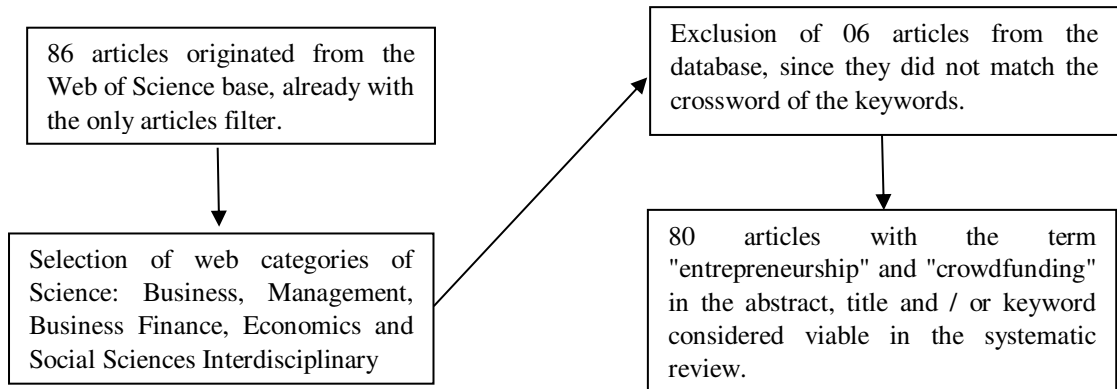 86 articles originated from the
Web of Science base, already with
the only articles filter.
Selection of web categories of
Science: Business, Management,
Business Finance, Economics and
Social Sciences Interdisciplinary
Exclusion of 06 articles from the
database, since they did not match the
crossword of the keywords.
80 articles with the term
"entrepreneurship" and "crowdfunding"
in the abstract, title and / or keyword
considered viable in the systematic
review.